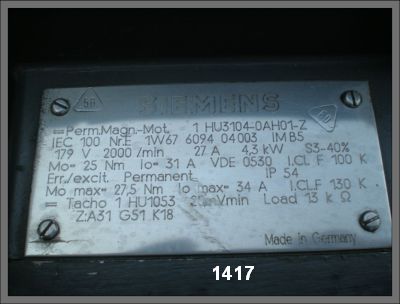 SIEMENS
= Perm.Magn.-Mot. 1 HU3104-0AH01-Z
IEC 100 Nr.E 1W67 6094 04003 IM B5
179 V 2000 /min 27 A 4,3 kW S3-40%
Mo= 25 Nm Io= 31 A VDE 0530 I.CL F 100 K
Err./excit. Permanent IP 54
Mo max= 27,5 Nm Io max= 34 A I.CL.F 130 K
= Tacho 1 HU1053 mV/min Load 13 k Ω
Z:A31 G51 K18
Made in Germany
1417